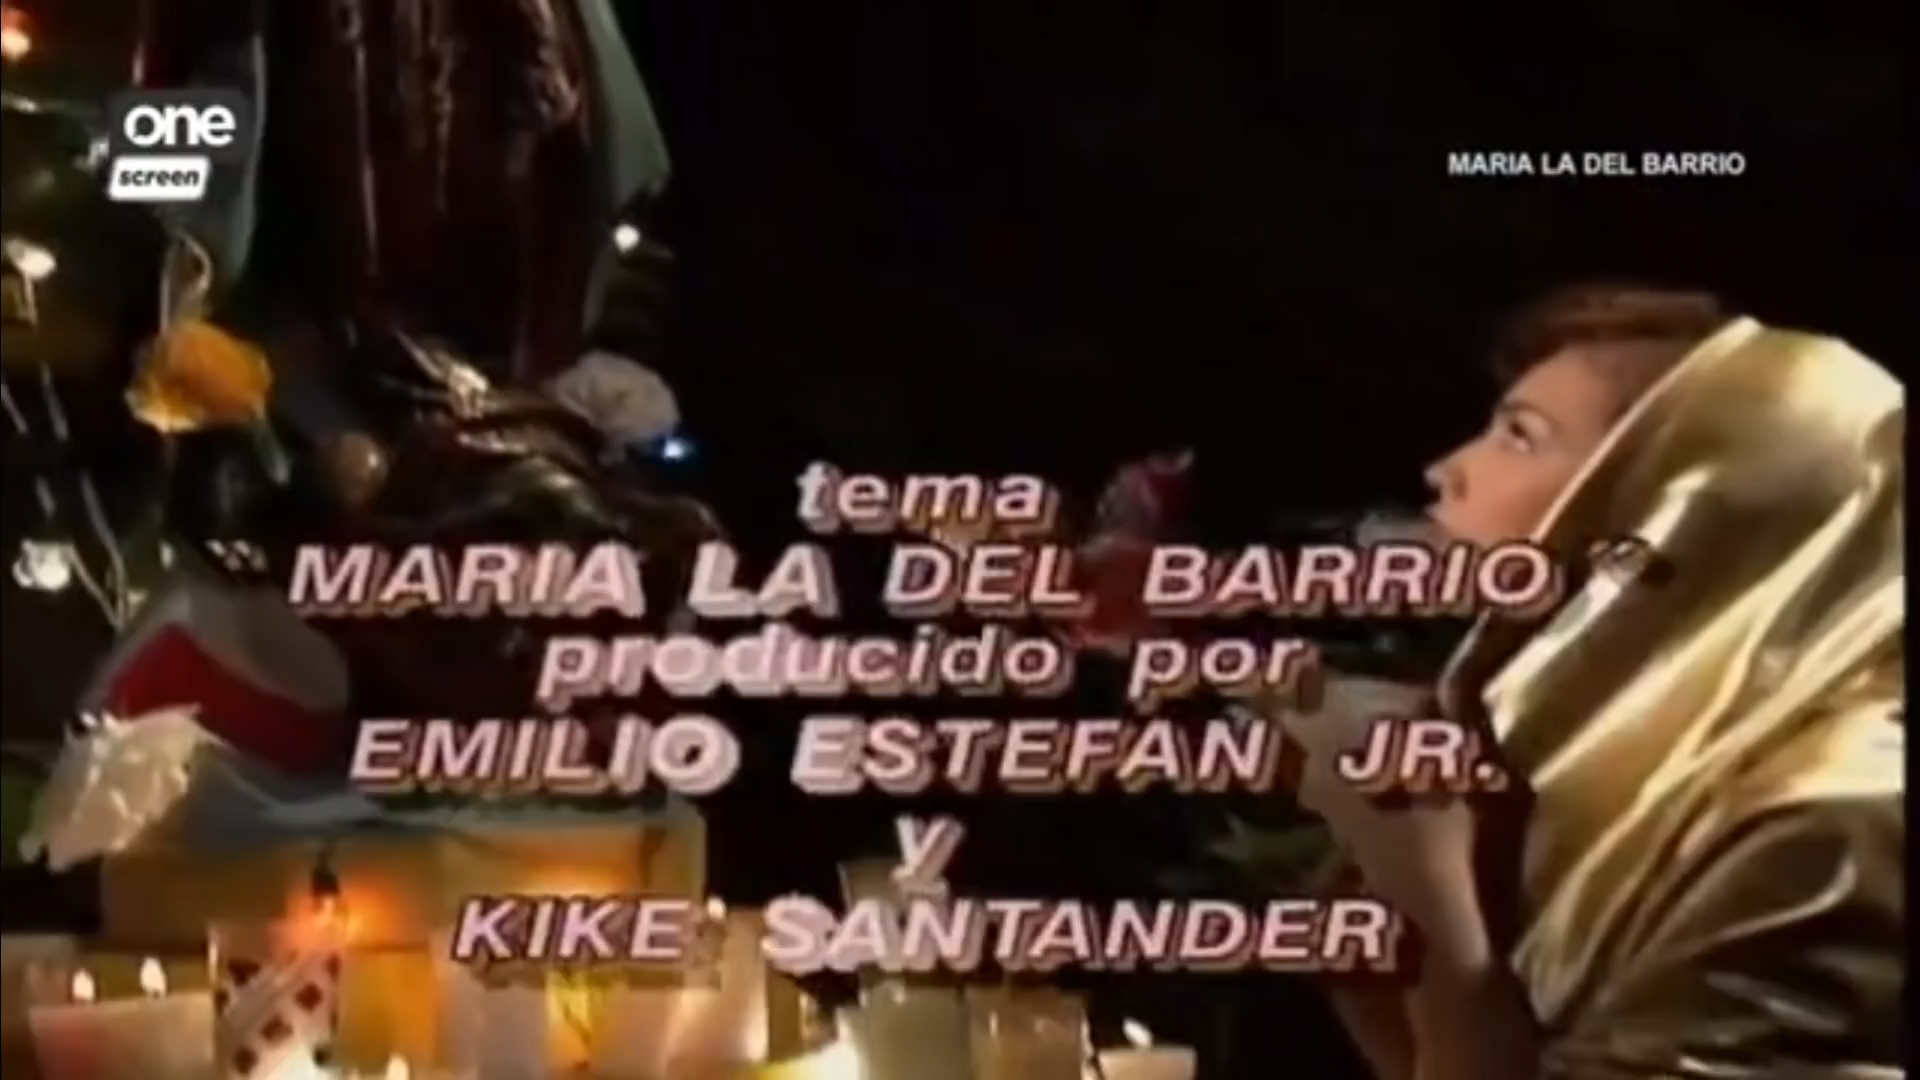 one
screen
MARIA LA DEL BARRIO
tema
MARIA LA DEL BARRIO
producido por
EMILIO ESTEFAN JR.
y
KIKE SANTANDER